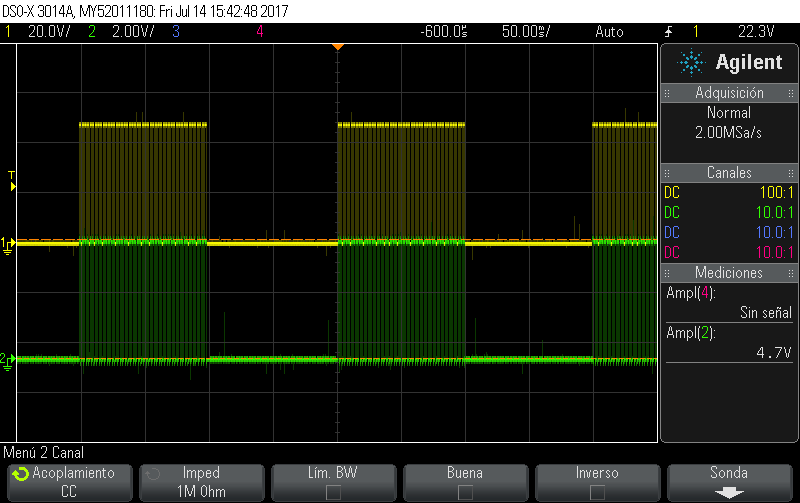 DSO-X 3014A, MY52011180: Fri Jul 14 15:42:48 2017
1 20.0V/ 2 2.00V/ 3 4 -600.0µs 50.00ms/ Auto 1 22.3V
Agilent
Adquisición
Normal
2.00MSa/s
Canales
DC 100:1
DC 10.0:1
DC 10.0:1
DC 10.0:1
Mediciones
Ampl(4):
Sin señal
Ampl(2):
4.7V
T
1
2
Menú 2 Canal
Acoplamiento
CC
Imped
1M Ohm
Lím. BW
Buena
Inverso
Sonda